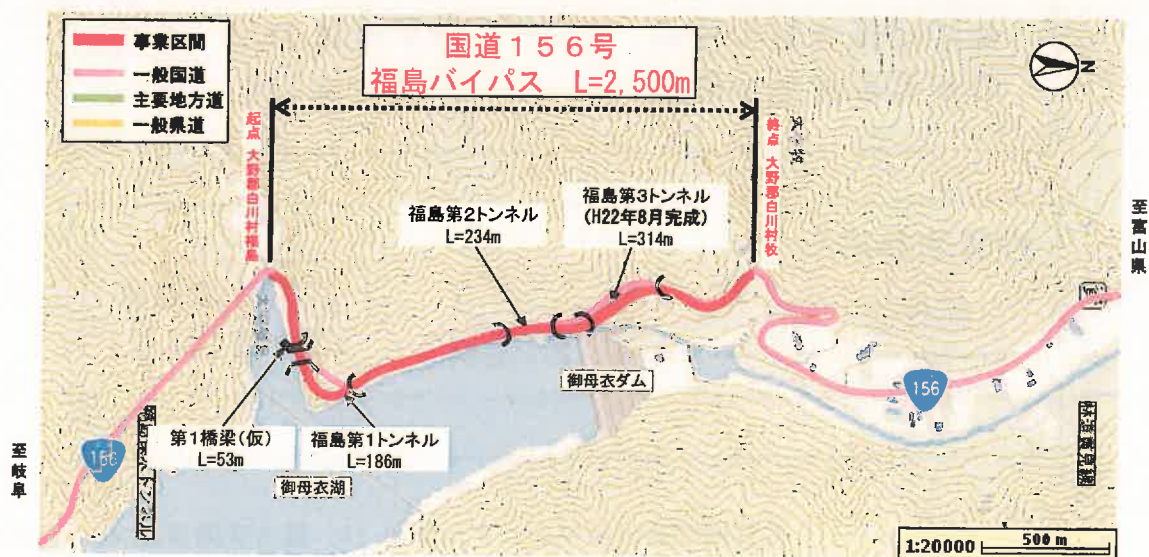 事業区間
一般国道
主要地方道
一般県道
国道156号
福島バイパス L=2,500m
N
起点 大野郡白川村福島
終点 大野郡白川村牧
福島第2トンネル
L=234m
福島第3トンネル
(H22年8月完成)
L=314m
至富山県
御母衣ダム
156
第1橋梁(仮)
L=53m
福島第1トンネル
L=186m
156
至岐阜
御母衣湖
1:20000
500 m